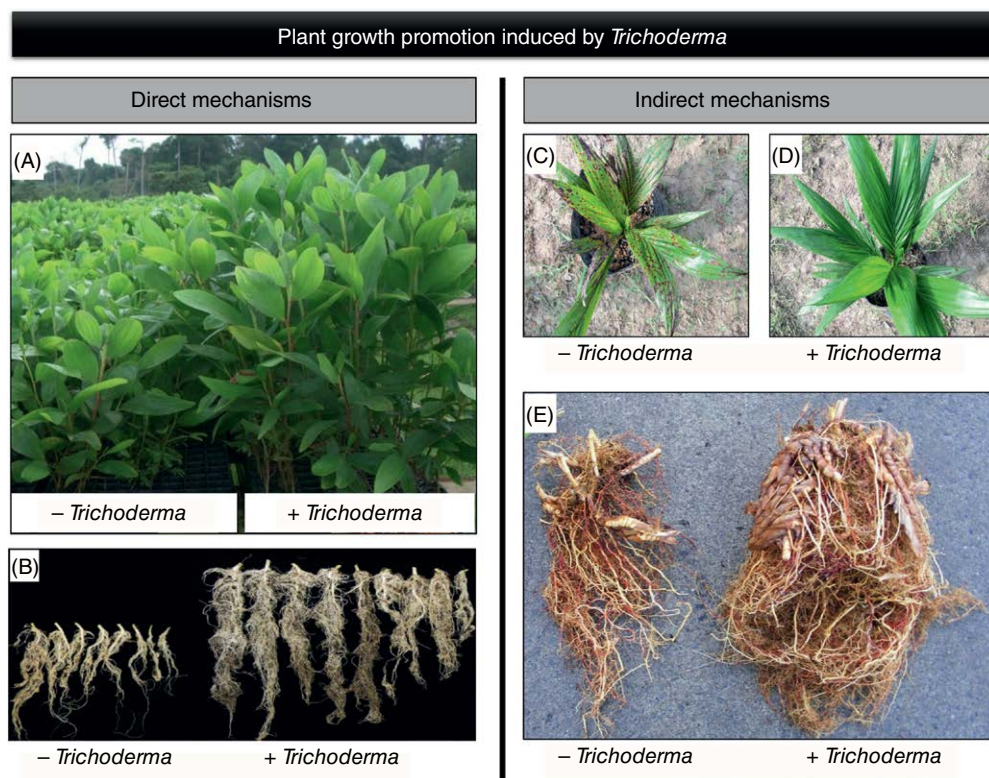 Plant growth promotion induced by Trichoderma
Direct mechanisms
(A)
– Trichoderma
+ Trichoderma
(B)
– Trichoderma
+ Trichoderma
Indirect mechanisms
(C)
– Trichoderma
(D)
+ Trichoderma
(E)
– Trichoderma
+ Trichoderma